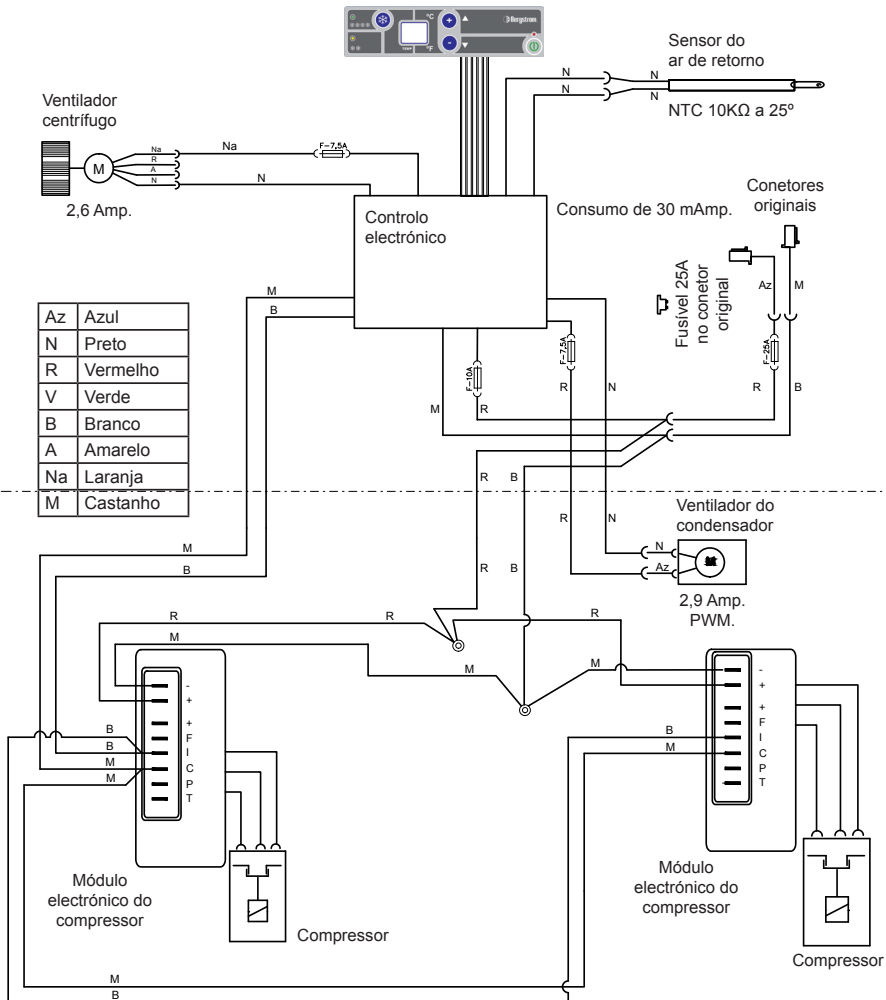 °C
Bergstrom
TEMP
°F
Sensor do
ar de retorno
N
N
N
N
NTC 10KΩ a 25º
Ventilador
centrífugo
Na
R
A
N
M
Na
F-7,5A
N
2,6 Amp.
Controlo
electrónico
Consumo de 30 mAmp.
Conetores
originais
Fusível 25A
no conetor
original
Az
M
F-25A
R
B
M
B
F-10A
F-7,5A
R
N
M
R
Az Azul
N Preto
R Vermelho
V Verde
B Branco
A Amarelo
Na Laranja
M Castanho
R
B
R
N
Ventilador do
condensador
N
Az
2,9 Amp.
PWM.
M
B
R
B
R
R
R
M
M
M
-
+
+
F
I
C
P
T
B
B
M
M
-
+
+
F
I
C
P
T
B
M
Módulo
electrónico do
compressor
Compressor
Módulo
electrónico do
compressor
Compressor
M
B